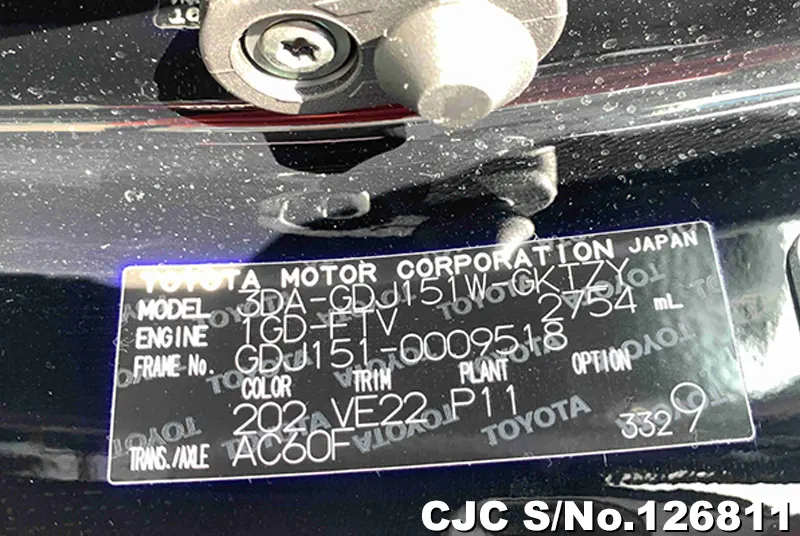 TOYOTA MOTOR CORPORATION JAPAN
MODEL 3DA-GDJ151W-GKTZY
ENGINE 1GD-FTV 2754 mL
FRAME No. GDJ151-0009518
COLOR TRIM PLANT OPTION
202 VE22 P11
TRANS./AXLE AC60F 3329
CJC S/No.126811